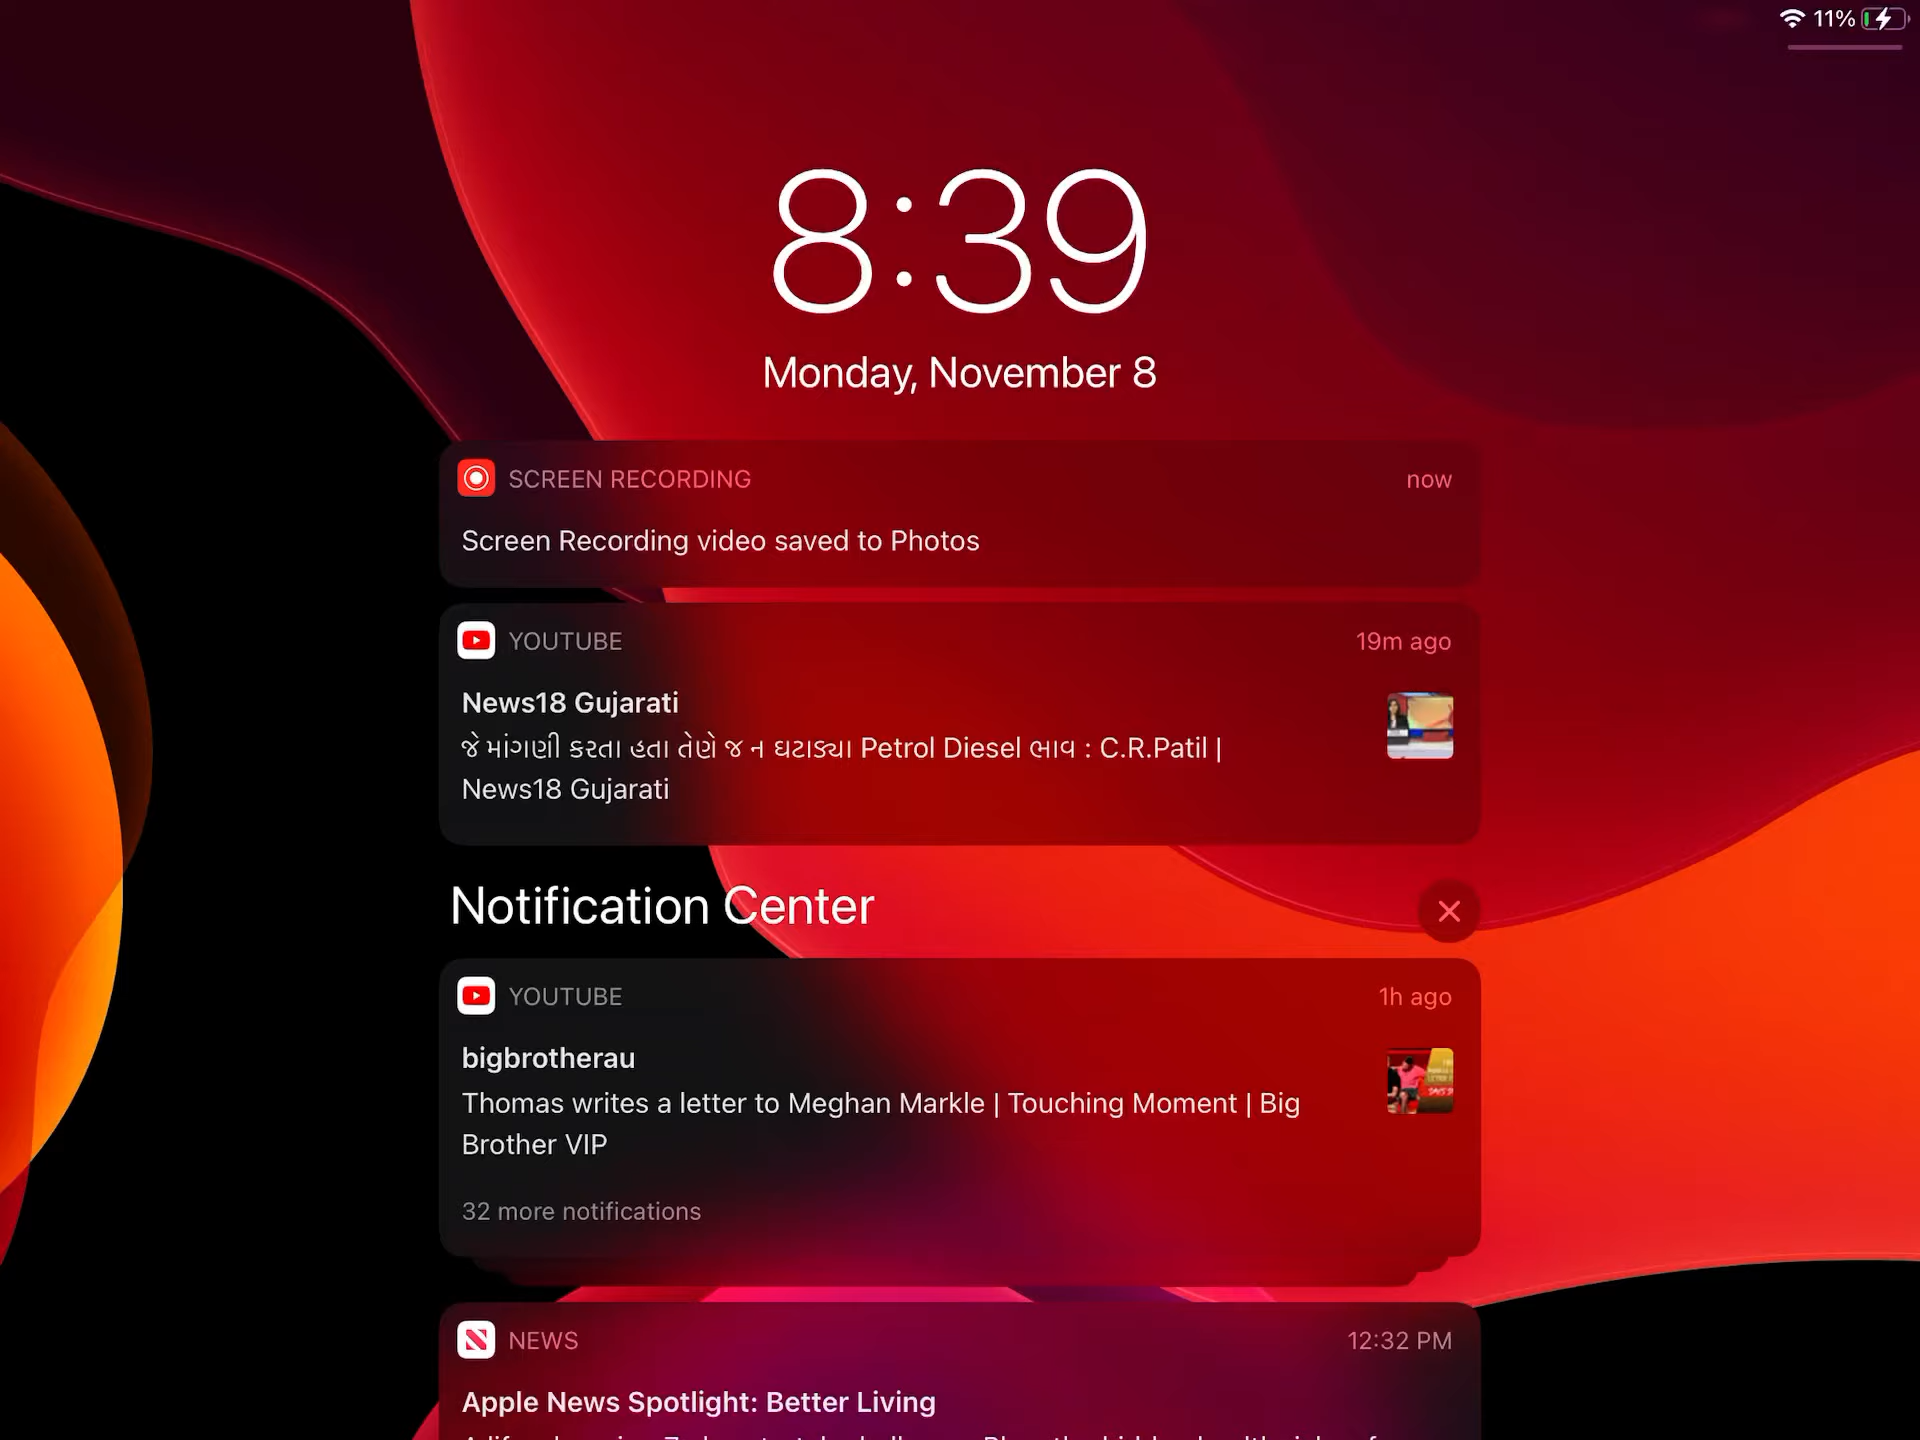 11%
8:39
Monday, November 8
SCREEN RECORDING
now
Screen Recording video saved to Photos
YOUTUBE
19m ago
News18 Gujarati
જે માંગણી કરતા હતા તેણે જ ન ઘટાડ્યા Petrol Diesel ભાવ : C.R.Patil |
News18 Gujarati
Notification Center
YOUTUBE
1h ago
bigbrotherau
Thomas writes a letter to Meghan Markle | Touching Moment | Big
Brother VIP
32 more notifications
NEWS
12:32 PM
Apple News Spotlight: Better Living